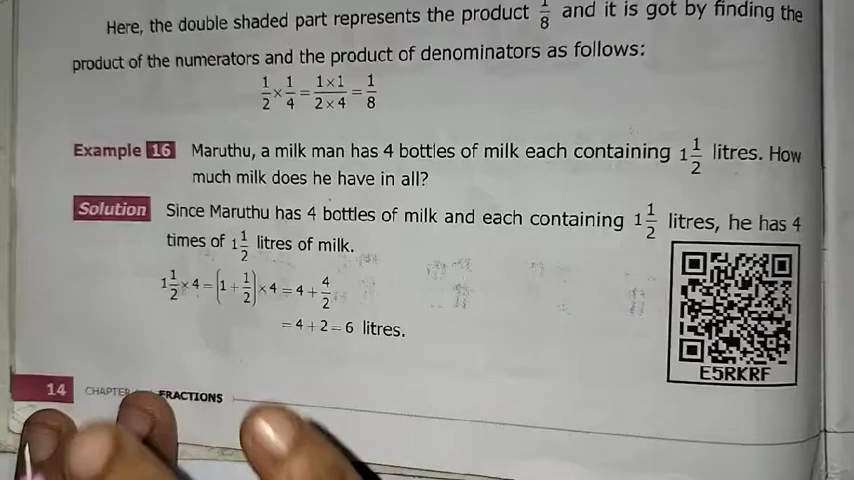 Here, the double shaded part represents the product 1/8 and it is got by finding the
product of the numerators and the product of denominators as follows:
1/2 × 1/4 = (1×1)/(2×4) = 1/8
Example 16 Maruthu, a milk man has 4 bottles of milk each containing 1 1/2 litres. How
much milk does he have in all?
Solution Since Maruthu has 4 bottles of milk and each containing 1 1/2 litres, he has 4
times of 1 1/2 litres of milk.
1 1/2 × 4 = (1 + 1/2) × 4 = 4 + 4/2
= 4 + 2 = 6 litres.
E5RKRF
14 CHAPTER FRACTIONS